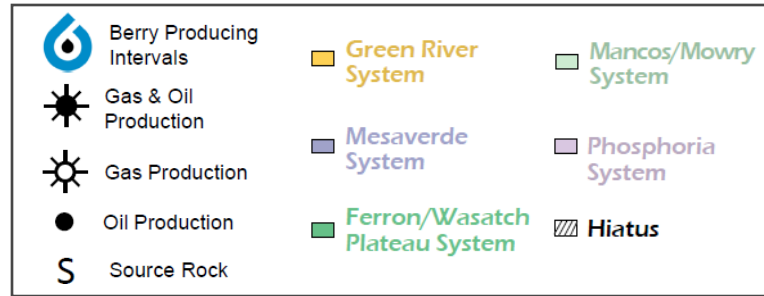 Berry Producing
Intervals
Gas & Oil
Production
Gas Production
Oil Production
S Source Rock
Green River
System
Mesaverde
System
Ferron/Wasatch
Plateau System
Mancos/Mowry
System
Phosphoria
System
Hiatus